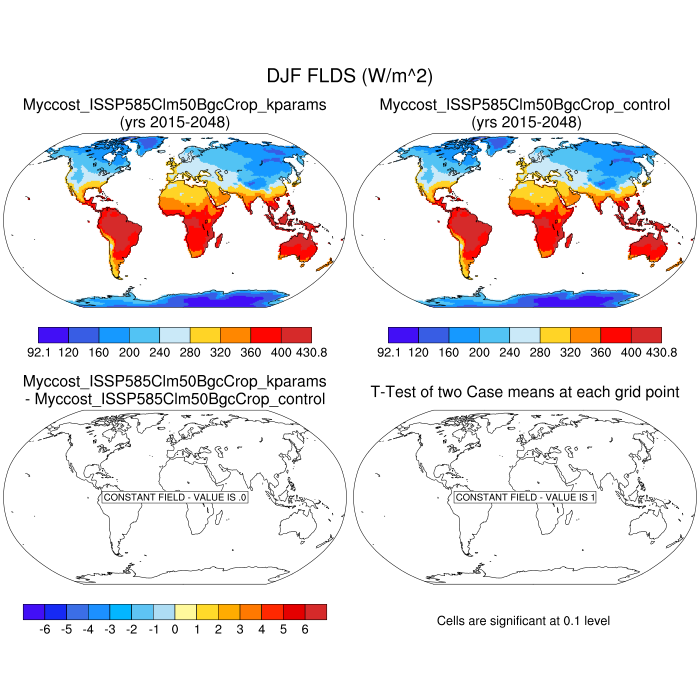 DJF FLDS (W/m^2)
Myccost_ISSP585Clm50BgcCrop_kparams
(yrs 2015-2048)
Myccost_ISSP585Clm50BgcCrop_control
(yrs 2015-2048)
92.1 120 160 200 240 280 320 360 400 430.8
92.1 120 160 200 240 280 320 360 400 430.8
Myccost_ISSP585Clm50BgcCrop_kparams
- Myccost_ISSP585Clm50BgcCrop_control
T-Test of two Case means at each grid point
CONSTANT FIELD - VALUE IS .0
CONSTANT FIELD - VALUE IS 1
-6 -5 -4 -3 -2 -1 0 1 2 3 4 5 6
Cells are significant at 0.1 level